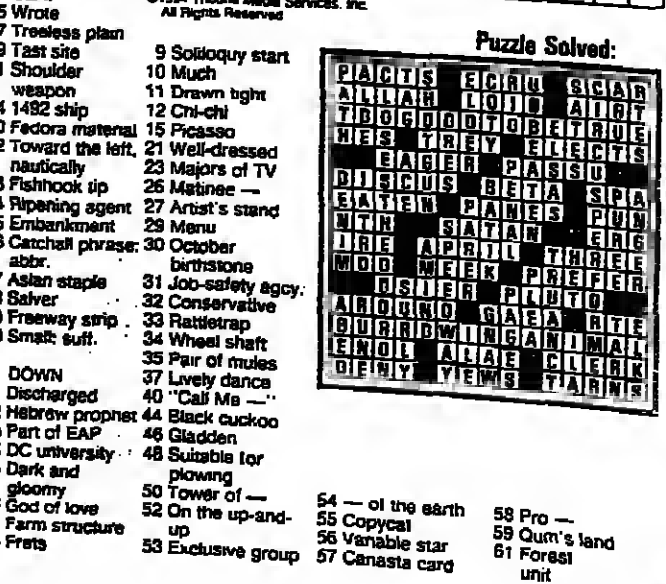 Media Services, Inc.
All Rights Reserved
5 Wrote
7 Treeless plain
9 Tast site
Shoulder
weapon
4 1492 ship
0 Fedora material
2 Toward the left,
nautically
Fishhook tip
Ripening agent
Embankment
Catchall phrase:
abbr.
Asian staple
Salver
Freeway strip
Small: suff.
DOWN
Discharged
Hebrew prophet
Part of EAP
DC university
Dark and
gloomy
God of love
Farm structure
Frets
9 Soliloquy start
10 Much
11 Drawn tight
12 Chi-chi
15 Picasso
21 Well-dressed
23 Majors of TV
26 Matinee —
27 Artist's stand
29 Menu
30 October
birthstone
31 Job-safety agcy.
32 Conservative
33 Rattletrap
34 Wheel shaft
35 Pair of mules
37 Lively dance
40 "Call Me —"
44 Black cuckoo
46 Gladden
48 Suitable for
plowing
50 Tower of —
52 On the up-and-
up
53 Exclusive group
54 — of the earth
55 Copycat
56 Variable star
57 Canasta card
58 Pro —
59 Qum's land
61 Forest
unit
Puzzle Solved:
PACTS ECRU SCAR
ALLAH LOIN AIRT
TOOGOODTOBETRUE
HES TREY ELECTS
EAGER PASSU
DISCUS BETA SPA
EATEN PANES PUN
NTH SATAN ERG
IRE APRIL THREE
MOD MEEK PREFER
OSIER PLUTO
AROUND GAEA RTE
BURROWINGANIMAL
ENOL ALAE CLERK
DENY YEWS TARNS